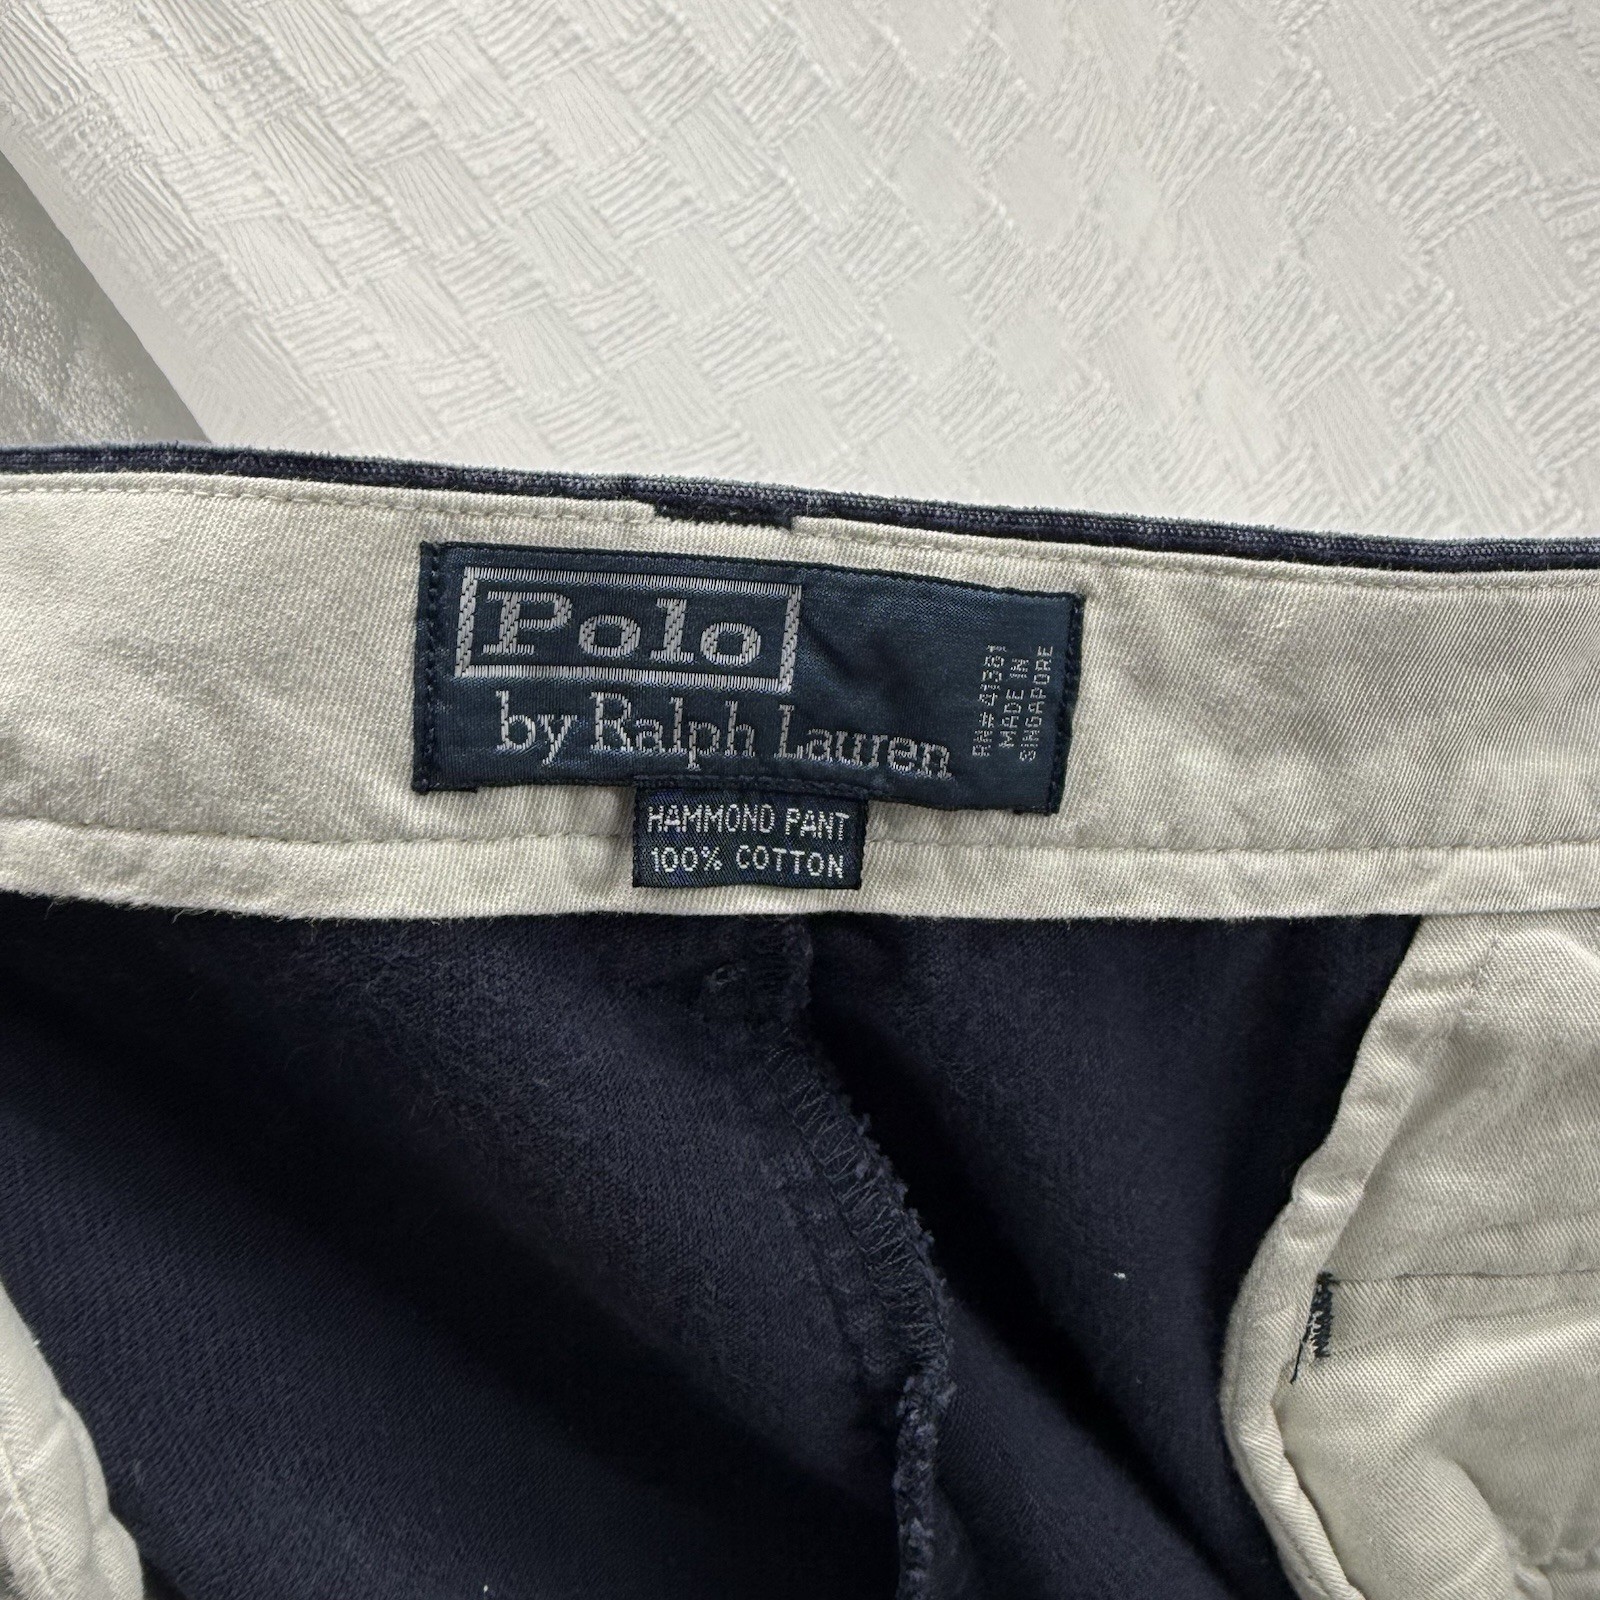 Polo
by Ralph Lauren
RN# 41381
MADE IN
SINGAPORE
HAMMOND PANT
100% COTTON